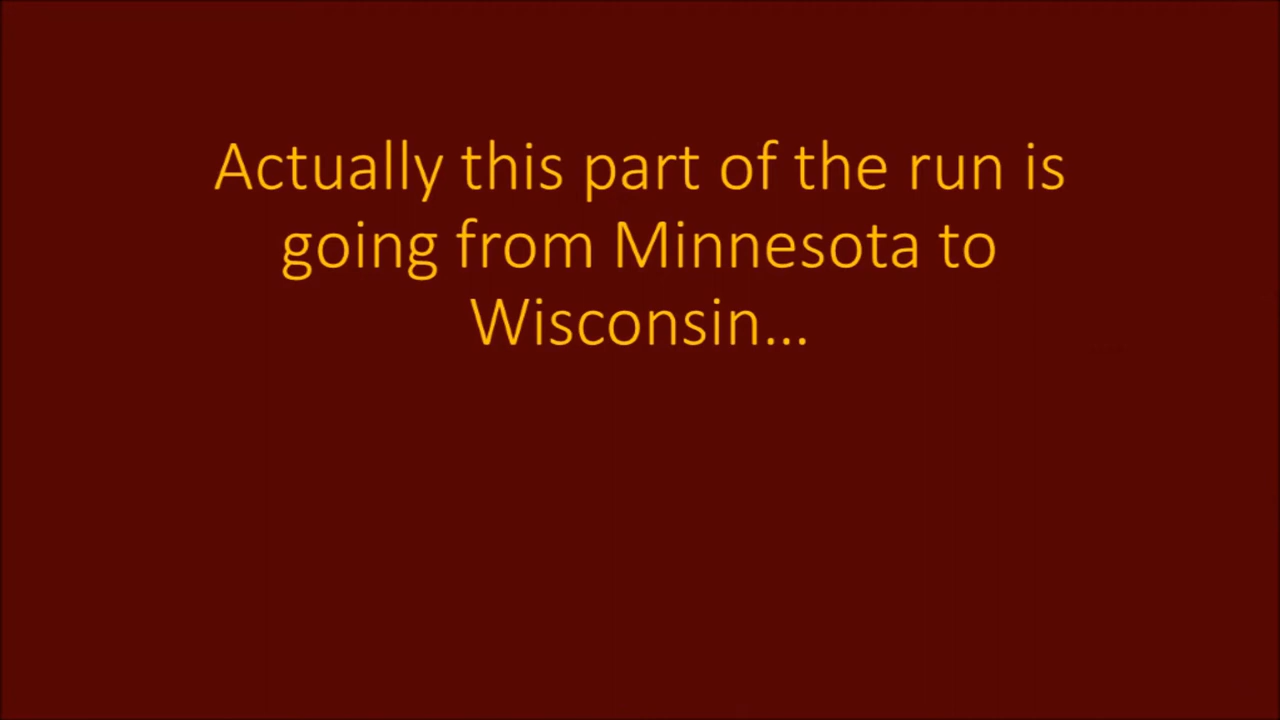 Actually this part of the run is
going from Minnesota to
Wisconsin...